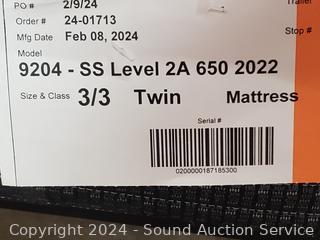 PO # 2/9/24 Trailer
Order # 24-01713
Mfg Date Feb 08, 2024 Stop #
Model
9204 - SS Level 2A 650 2022
Size & Class 3/3 Twin Mattress
Serial #
0200000187185300
Copyright 2024 - Sound Auction Service